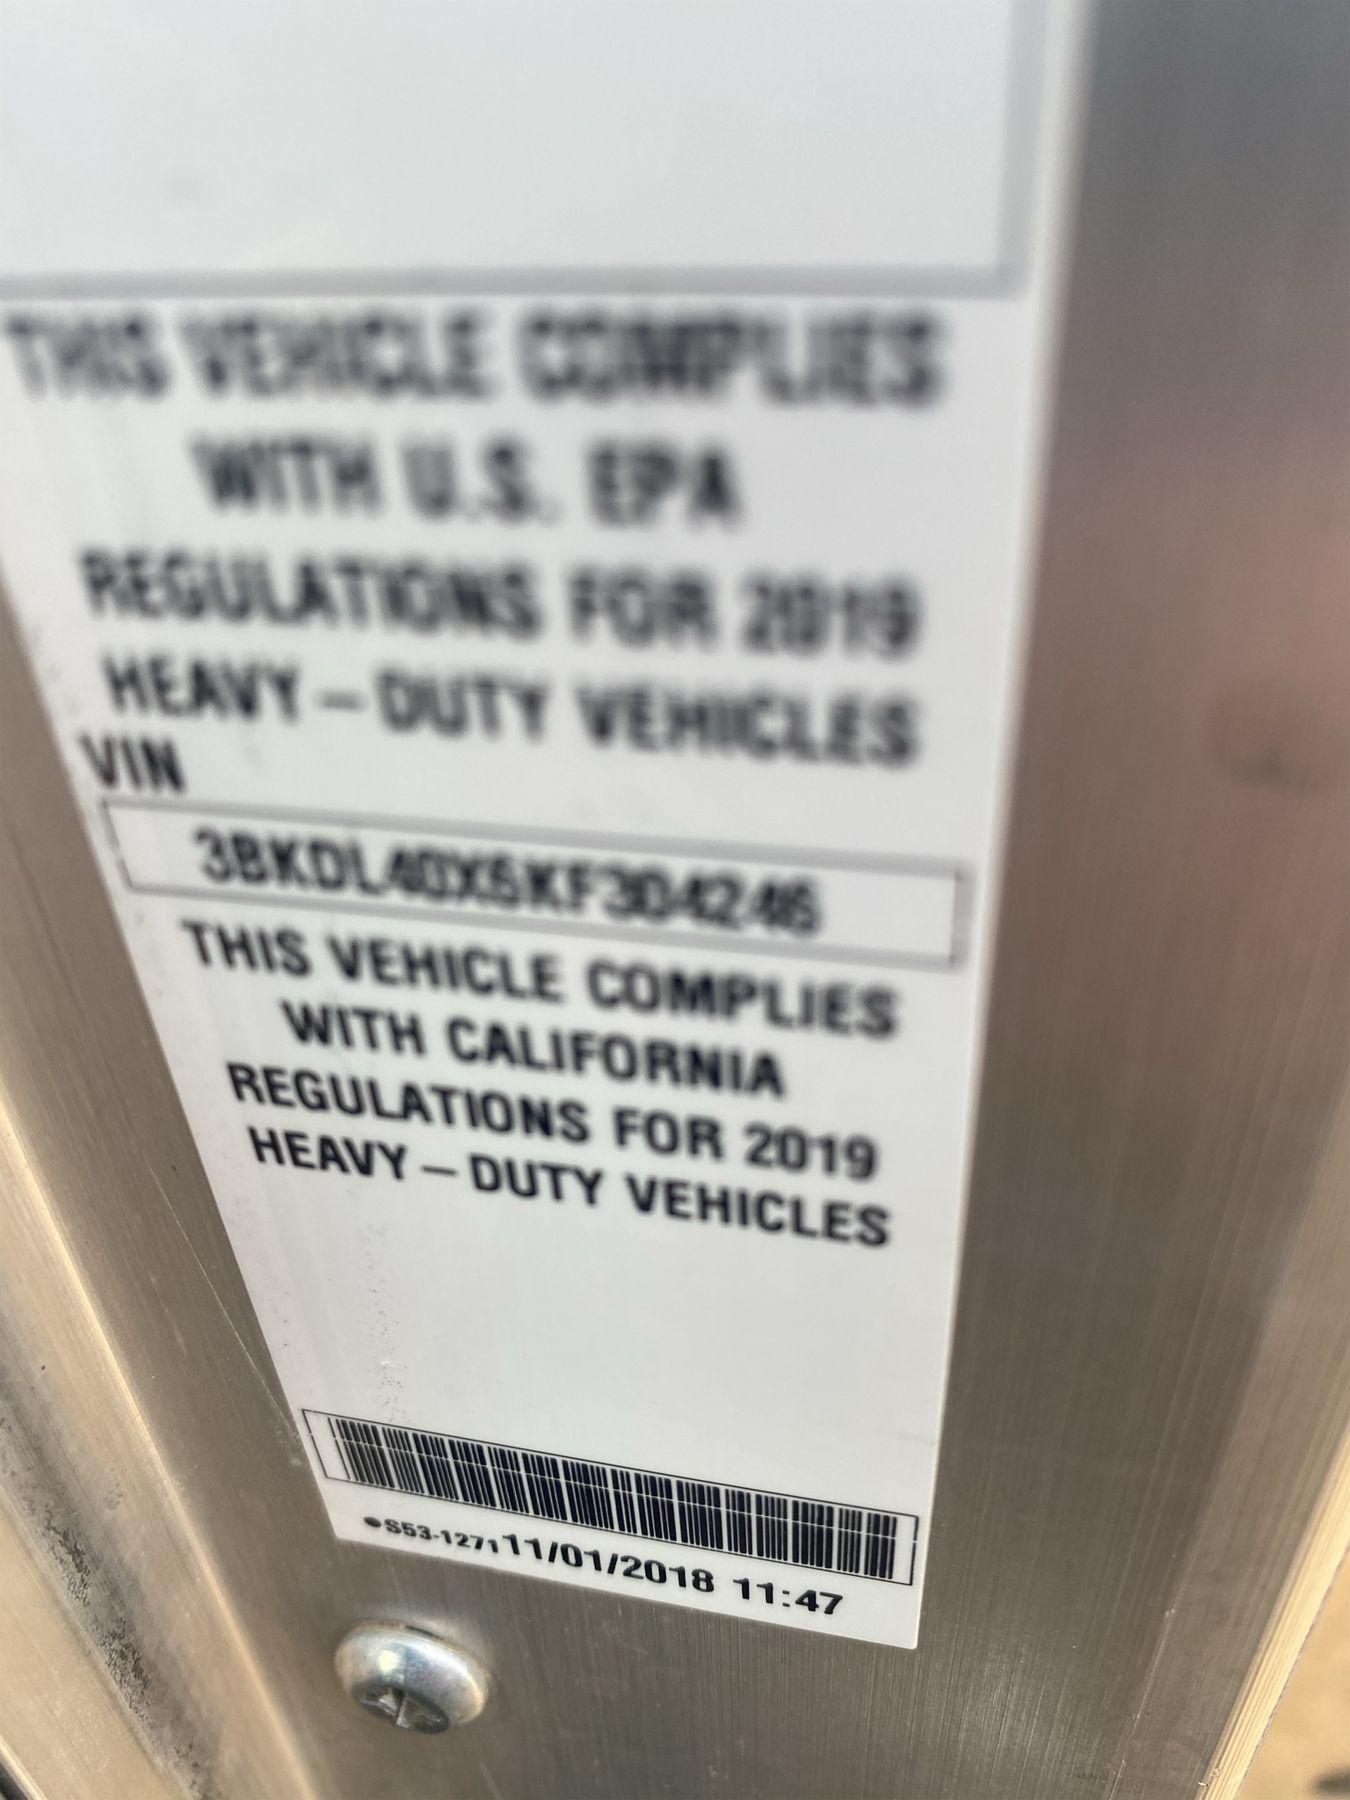 THIS VEHICLE COMPLIES
WITH U.S. EPA
REGULATIONS FOR 2019
HEAVY – DUTY VEHICLES
VIN
3BKDL40X6KF304246
THIS VEHICLE COMPLIES
WITH CALIFORNIA
REGULATIONS FOR 2019
HEAVY – DUTY VEHICLES
•S53-1271 11/01/2018 11:47